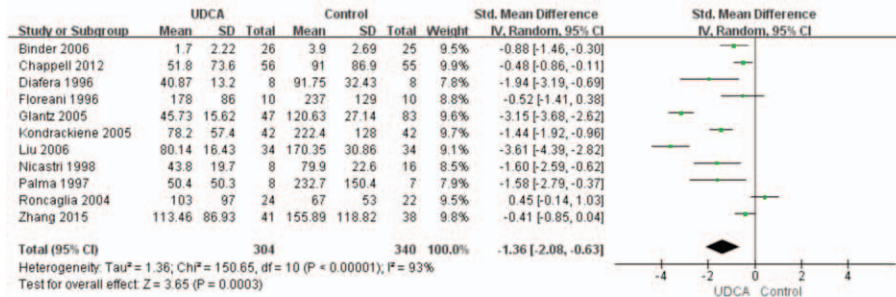 UDCA Control Std. Mean Difference Std. Mean Difference
Study or Subgroup Mean SD Total Mean SD Total Weight IV, Random, 95% CI IV, Random, 95% CI
Binder 2006 1.7 2.22 26 3.9 2.69 25 9.5% -0.88 [-1.46, -0.30]
Chappell 2012 51.8 73.6 56 91 86.9 55 9.8% -0.48 [-0.86, -0.11]
Diafera 1996 40.87 13.2 8 91.75 32.43 8 7.4% -1.94 [-3.19, -0.69]
Floreani 1996 178 86 10 237 129 10 8.6% -0.52 [-1.41, 0.38]
Glantz 2005 45.73 15.62 47 120.63 27.14 83 9.6% -3.15 [-3.68, -2.62]
Kondrackiene 2005 78.2 57.4 42 222.4 128 42 9.7% -1.44 [-1.92, -0.96]
Liu 2006 80.14 16.43 34 170.35 30.86 34 8.9% -3.61 [-4.39, -2.82]
Nicastri 1998 43.8 19.7 8 79.9 22.6 16 8.3% -1.60 [-2.59, -0.62]
Palma 1997 50.4 50.3 8 232.7 150.4 7 7.5% -1.58 [-2.79, -0.37]
Roncaglia 2004 103 97 24 67 53 22 9.5% 0.45 [-0.14, 1.03]
Zhang 2015 113.46 86.93 41 155.89 118.82 38 9.7% -0.41 [-0.85, 0.04]
Total (95% CI) 304 340 100.0% -1.36 [-2.08, -0.63]
Heterogeneity: Tau² = 1.36; Chi² = 150.65, df = 10 (P < 0.00001); I² = 93%
Test for overall effect: Z = 3.65 (P = 0.0003)
-4 -2 0 2 4
UDCA Control